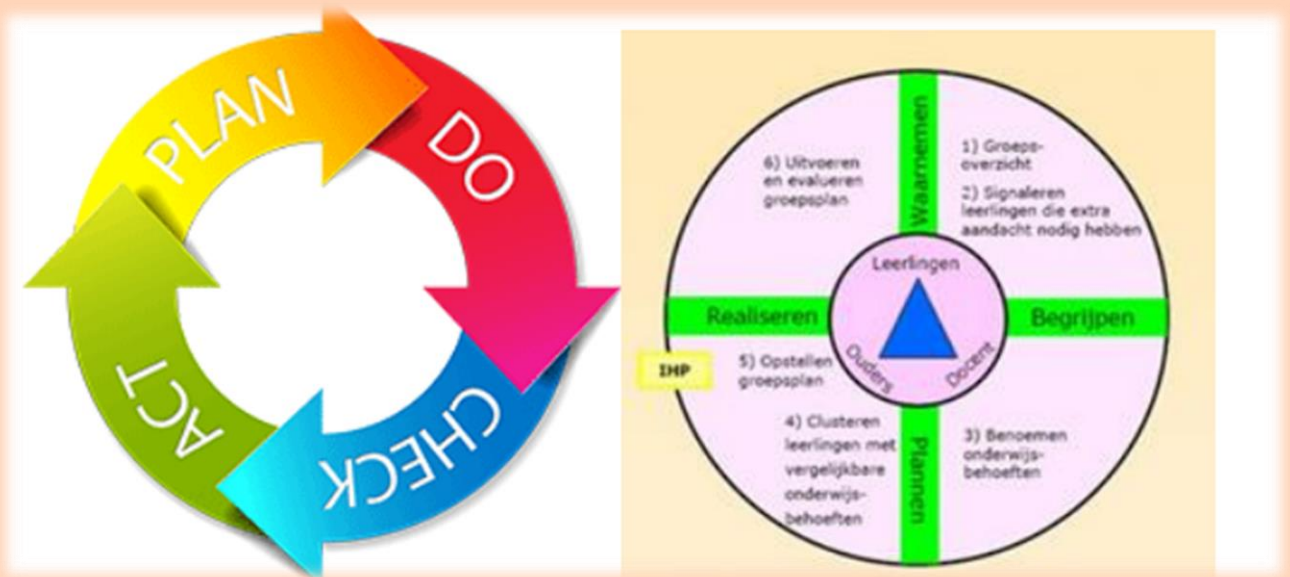 PLAN
DO
CHECK
ACT
Waarnemen
1) Groeps-
overzicht
2) Signaleren
leerlingen die extra
aandacht nodig hebben
Begrijpen
3) Benoemen
onderwijs-
behoeften
Plannen
4) Clusteren
leerlingen met
vergelijkbare
onderwijs-
behoeften
5) Opstellen
groepsplan
IHP
Realiseren
6) Uitvoeren
en evalueren
groepsplan
Leerlingen
Ouders
Docent